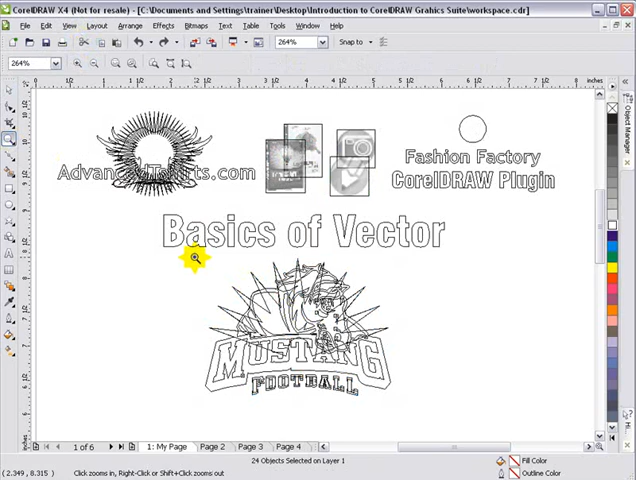 CorelDRAW X4 (Not for resale) - [C:\Documents and Settings\trainer\Desktop\Introduction to CorelDRAW Grahics Suite\workspace.cdr]
File Edit View Layout Arrange Effects Bitmaps Text Table Tools Window Help
264% Snap to
264%
inches
AdvancedTshirts.com
Fashion Factory
CorelDRAW Plugin
Basics of Vector
MUSTANG
FOOTBALL
Object Manager
Hi
1 of 6 1: My Page Page 2 Page 3 Page 4
24 Objects Selected on Layer 1 Fill Color
(2.349, 8.315) Click zooms in, Right-Click or Shift+Click zooms out Outline Color